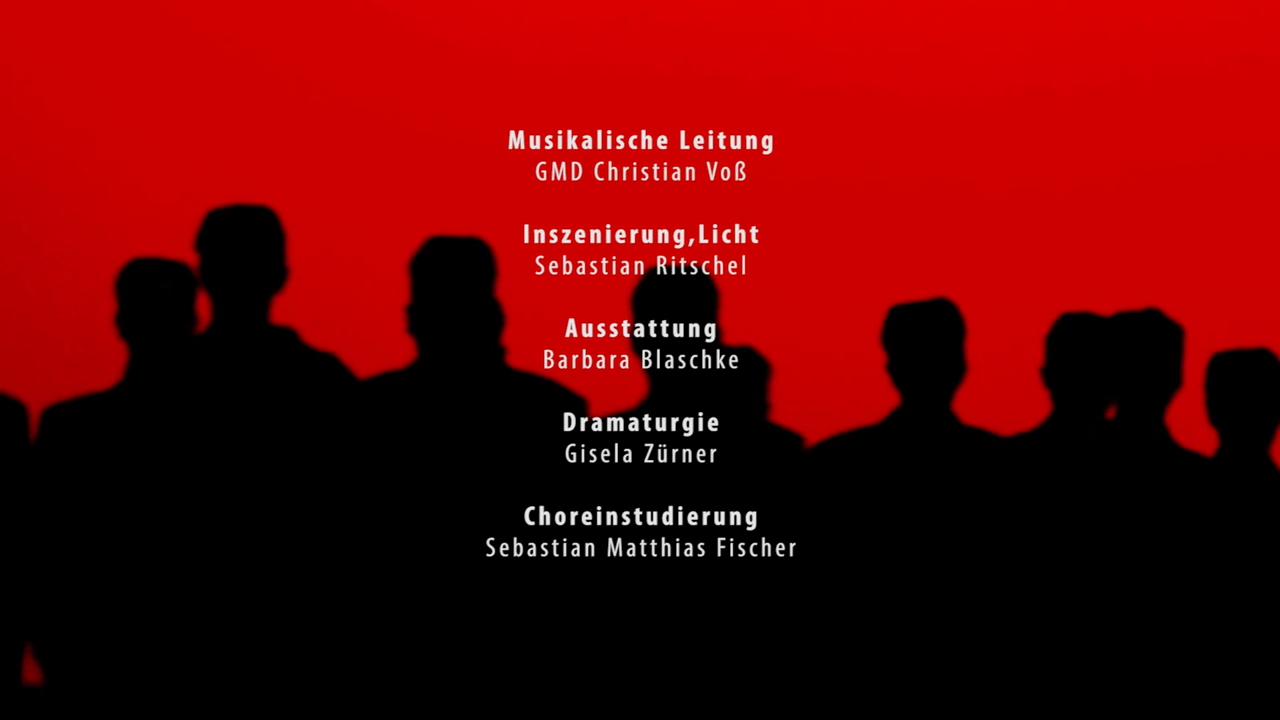 Musikalische Leitung
GMD Christian Voß
Inszenierung,Licht
Sebastian Ritschel
Ausstattung
Barbara Blaschke
Dramaturgie
Gisela Zürner
Choreinstudierung
Sebastian Matthias Fischer